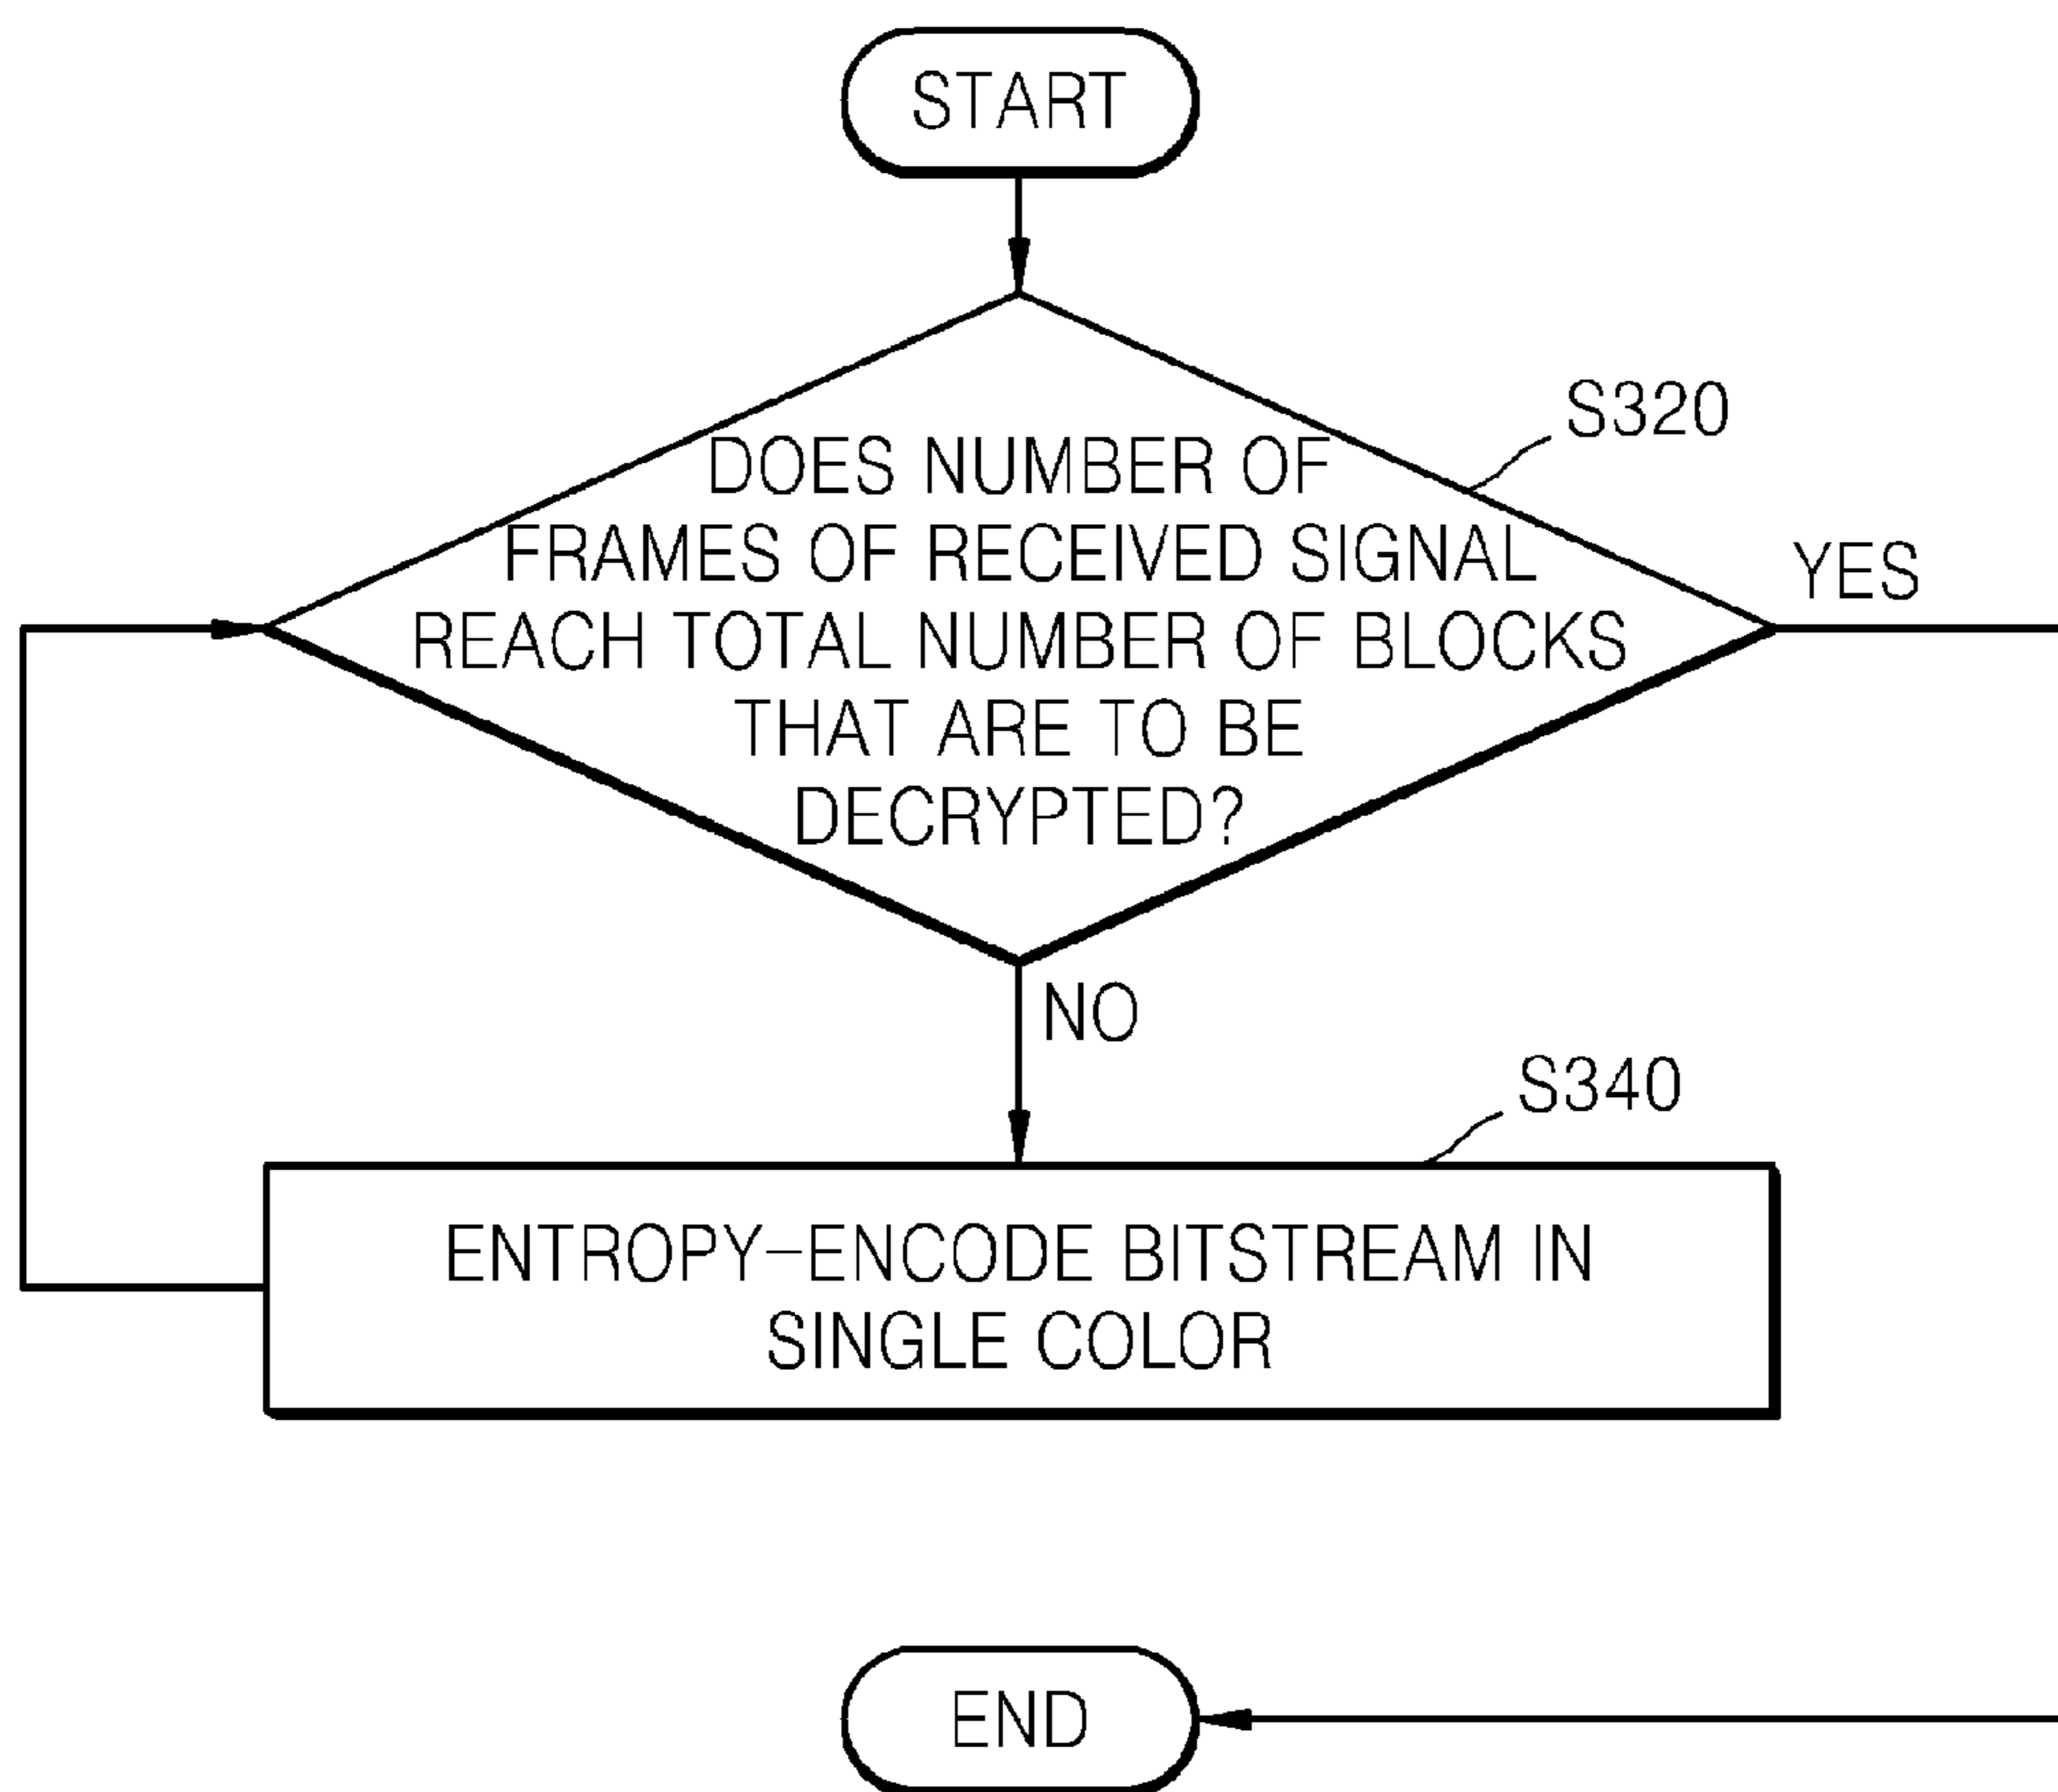 START
S320
DOES NUMBER OF
FRAMES OF RECEIVED SIGNAL
YES
REACH TOTAL NUMBER OF BLOCKS
THAT ARE TO BE
DECRYPTED?
NO
S340
ENTROPY-ENCODE BITSTREAM IN
SINGLE COLOR
END